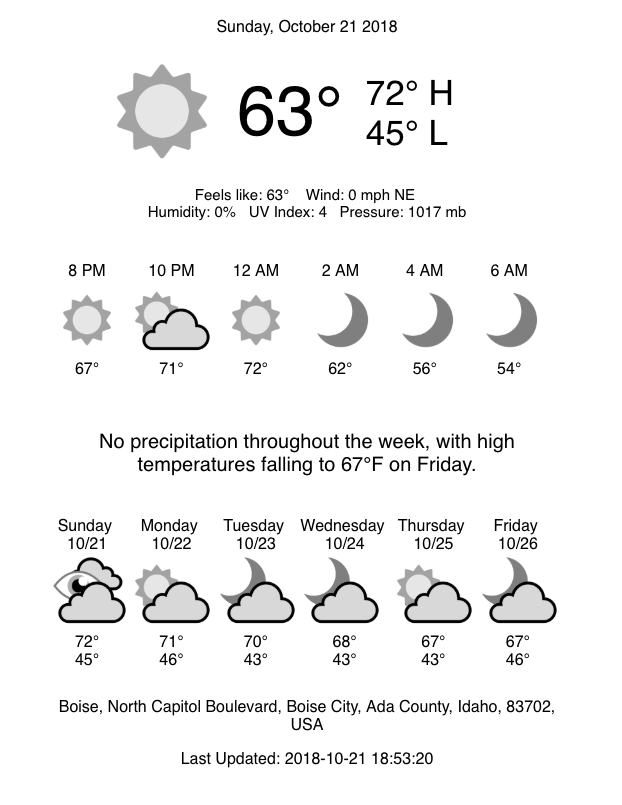 Sunday, October 21 2018
63°
72° H
45° L
Feels like: 63° Wind: 0 mph NE
Humidity: 0% UV Index: 4 Pressure: 1017 mb
8 PM 10 PM 12 AM 2 AM 4 AM 6 AM
67° 71° 72° 62° 56° 54°
No precipitation throughout the week, with high
temperatures falling to 67°F on Friday.
Sunday Monday Tuesday Wednesday Thursday Friday
10/21 10/22 10/23 10/24 10/25 10/26
72° 71° 70° 68° 67° 67°
45° 46° 43° 43° 43° 46°
Boise, North Capitol Boulevard, Boise City, Ada County, Idaho, 83702,
USA
Last Updated: 2018-10-21 18:53:20